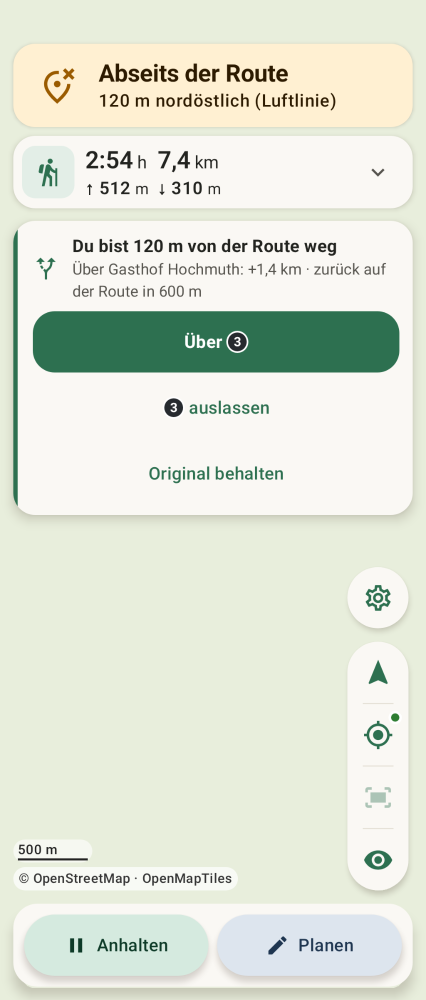 Abseits der Route
120 m nordöstlich (Luftlinie)
2:54 h 7,4 km
↑ 512 m ↓ 310 m
Du bist 120 m von der Route weg
Über Gasthof Hochmuth: +1,4 km · zurück auf
der Route in 600 m
Über 3
3 auslassen
Original behalten
500 m
© OpenStreetMap · OpenMapTiles
Anhalten
Planen